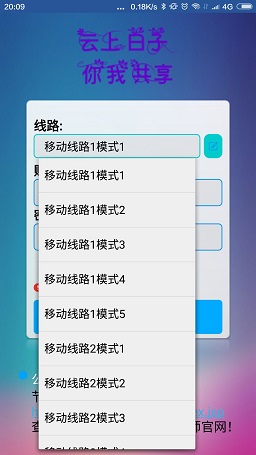 20:09
... 0.18K/s 4G
云上日子
你我共享
线路:
移动线路1模式1
移动线路1模式1
移动线路1模式2
移动线路1模式3
移动线路1模式4
移动线路1模式5
移动线路2模式1
移动线路2模式2
移动线路2模式3
查
师官网！